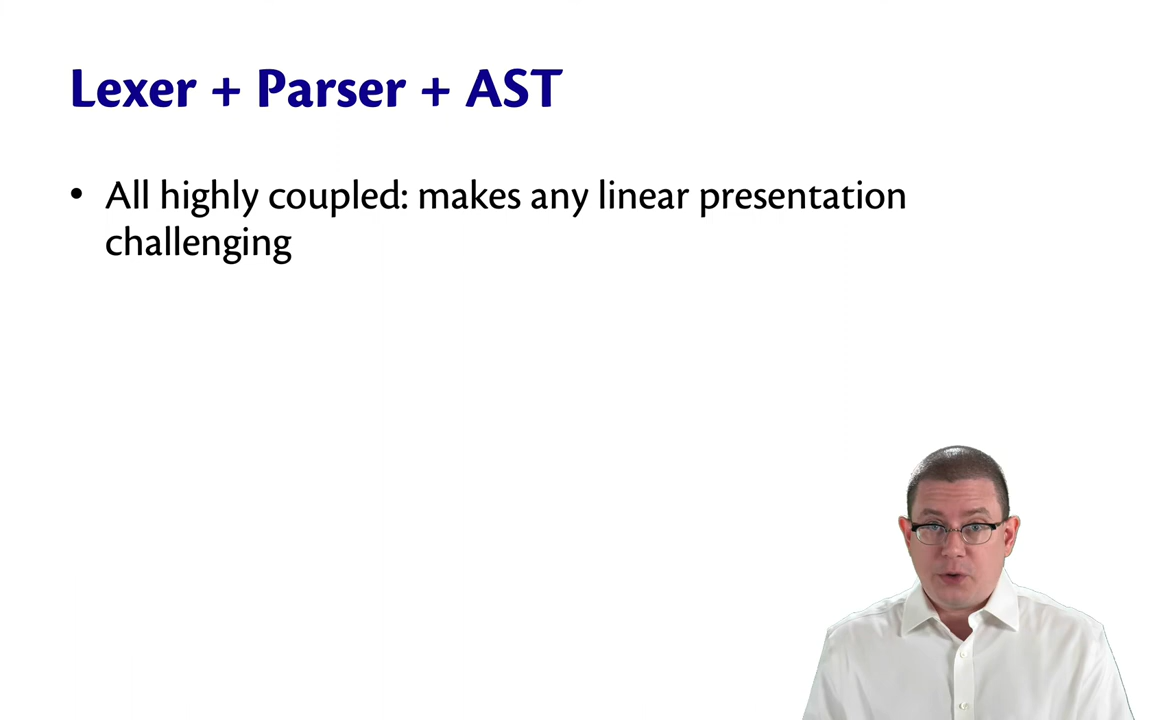 Lexer + Parser + AST
• All highly coupled: makes any linear presentation
challenging